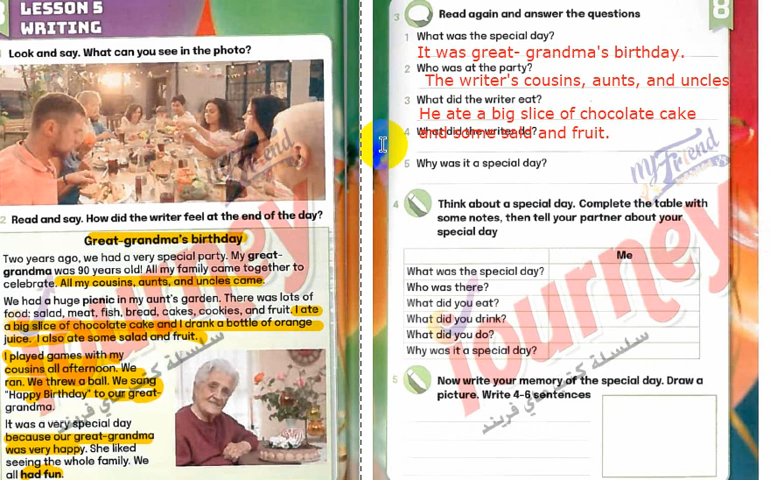 LESSON 5
WRITING
Look and say. What can you see in the photo?
2 Read and say. How did the writer feel at the end of the day?
Great-grandma's birthday
Two years ago, we had a very special party. My great-
grandma was 90 years old! All my family came together to
celebrate. All my cousins, aunts, and uncles came.
We had a huge picnic in my aunt's garden. There was lots of
food: salad, meat, fish, bread, cakes, cookies, and fruit. I ate
a big slice of chocolate cake and I drank a bottle of orange
juice. I also ate some salad and fruit.
I played games with my
cousins all afternoon. We
ran. We threw a ball. We sang
"Happy Birthday" to our great-
grandma.
It was a very special day
because our great-grandma
was very happy. She liked
seeing the whole family. We
all had fun.
8
3 Read again and answer the questions
1 What was the special day?
It was great- grandma's birthday.
2 Who was at the party?
The writer's cousins, aunts, and uncles
3 What did the writer eat?
He ate a big slice of chocolate cake
4 What did the writer do?
and some sald and fruit.
5 Why was it a special day?
my Friend
4 Think about a special day. Complete the table with
some notes, then tell your partner about your
special day
Me
What was the special day?
Who was there?
What did you eat?
What did you drink?
What did you do?
Why was it a special day?
5 Now write your memory of the special day. Draw a
picture. Write 4-6 sentences
Journey